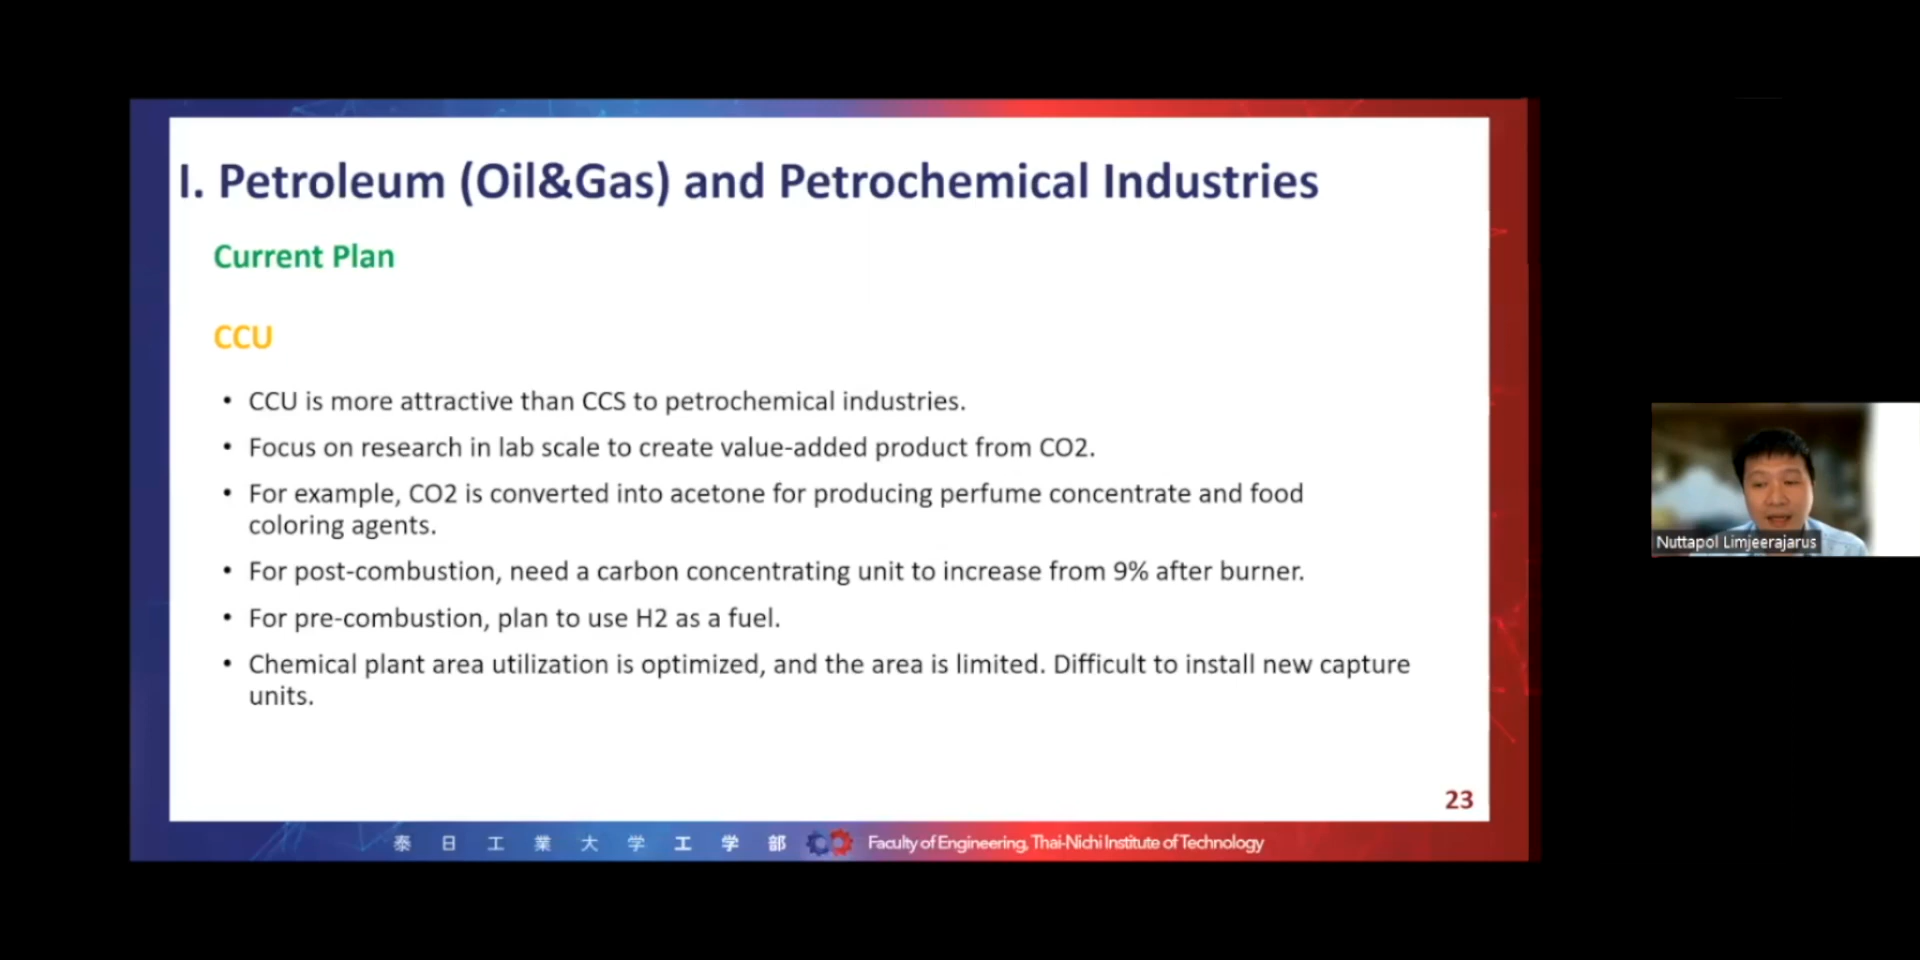 I. Petroleum (Oil&Gas) and Petrochemical Industries
Current Plan
CCU
• CCU is more attractive than CCS to petrochemical industries.
• Focus on research in lab scale to create value-added product from CO2.
• For example, CO2 is converted into acetone for producing perfume concentrate and food
coloring agents.
• For post-combustion, need a carbon concentrating unit to increase from 9% after burner.
• For pre-combustion, plan to use H2 as a fuel.
• Chemical plant area utilization is optimized, and the area is limited. Difficult to install new capture
units.
23
泰日工業大学工学部 Faculty of Engineering, Thai-Nichi Institute of Technology
Nuttapol Limjeerajarus